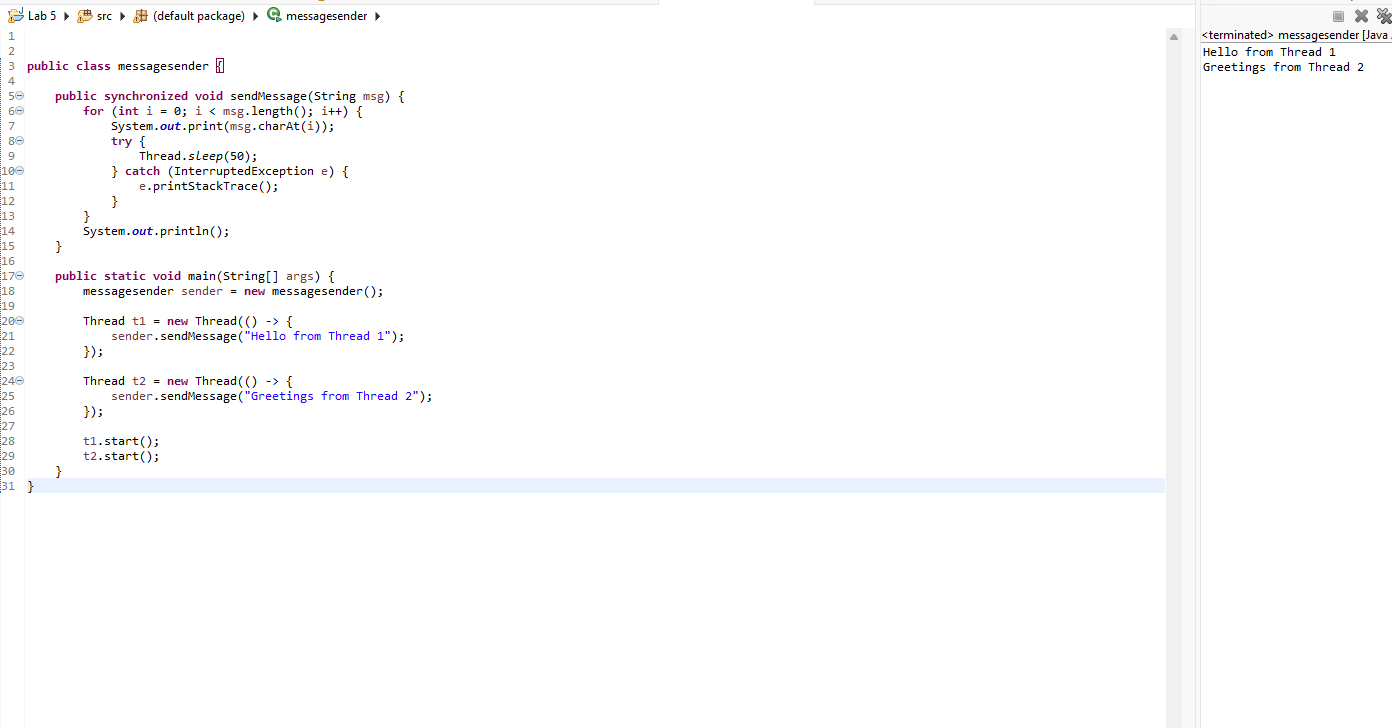 Lab 5 src (default package) messagesender
1
2
3 public class messagesender {
4
5 public synchronized void sendMessage(String msg) {
6 for (int i = 0; i < msg.length(); i++) {
7 System.out.print(msg.charAt(i));
8 try {
9 Thread.sleep(50);
10 } catch (InterruptedException e) {
11 e.printStackTrace();
12 }
13 }
14 System.out.println();
15 }
16
17 public static void main(String[] args) {
18 messagesender sender = new messagesender();
19
20 Thread t1 = new Thread(() -> {
21 sender.sendMessage("Hello from Thread 1");
22 });
23
24 Thread t2 = new Thread(() -> {
25 sender.sendMessage("Greetings from Thread 2");
26 });
27
28 t1.start();
29 t2.start();
30 }
31 }
<terminated> messagesender [Java
Hello from Thread 1
Greetings from Thread 2